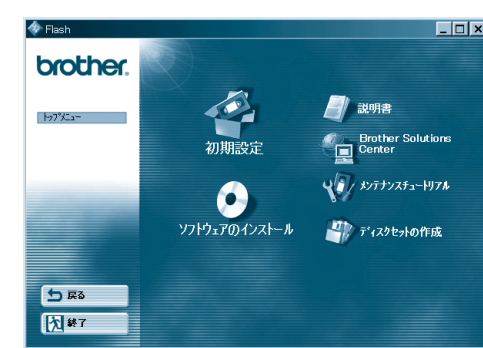 Flash
brother.
ﾄｯﾌﾟﾒﾆｭｰ
初期設定
ソフトウェアのインストール
説明書
Brother Solutions
Center
ﾒﾝﾃﾅﾝｽﾁｭｰﾄﾘｱﾙ
ディスクセットの作成
戻る
終了